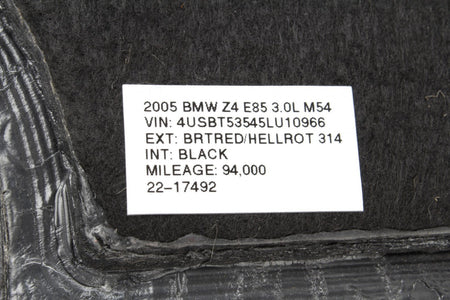 2005 BMW Z4 E85 3.0L M54
VIN: 4USBT53545LU10966
EXT: BRTRED/HELLROT 314
INT: BLACK
MILEAGE: 94,000
22-17492